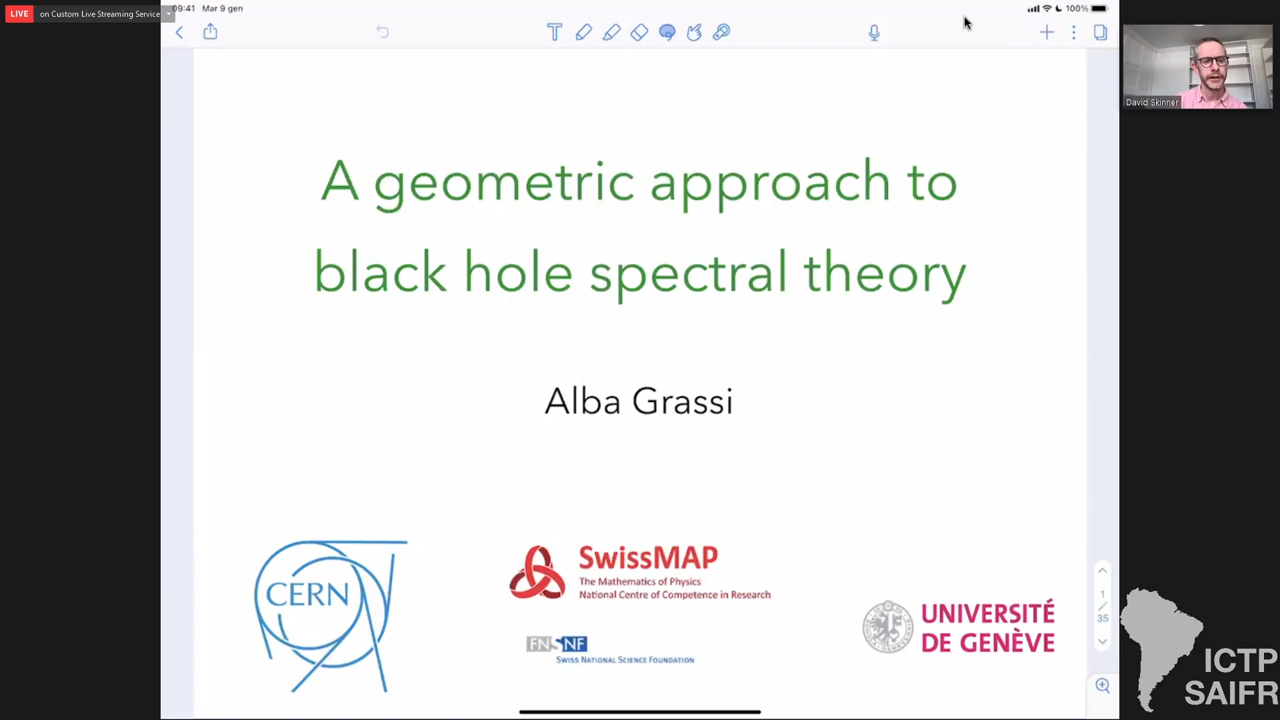 LIVE on Custom Live Streaming Service
09:41 Mar 9 gen
100%
David Skinner
A geometric approach to
black hole spectral theory
Alba Grassi
CERN
SwissMAP
The Mathematics of Physics
National Centre of Competence in Research
FNSNF
SWISS NATIONAL SCIENCE FOUNDATION
UNIVERSITÉ
DE GENÈVE
1
/
35
ICTP
SAIFR